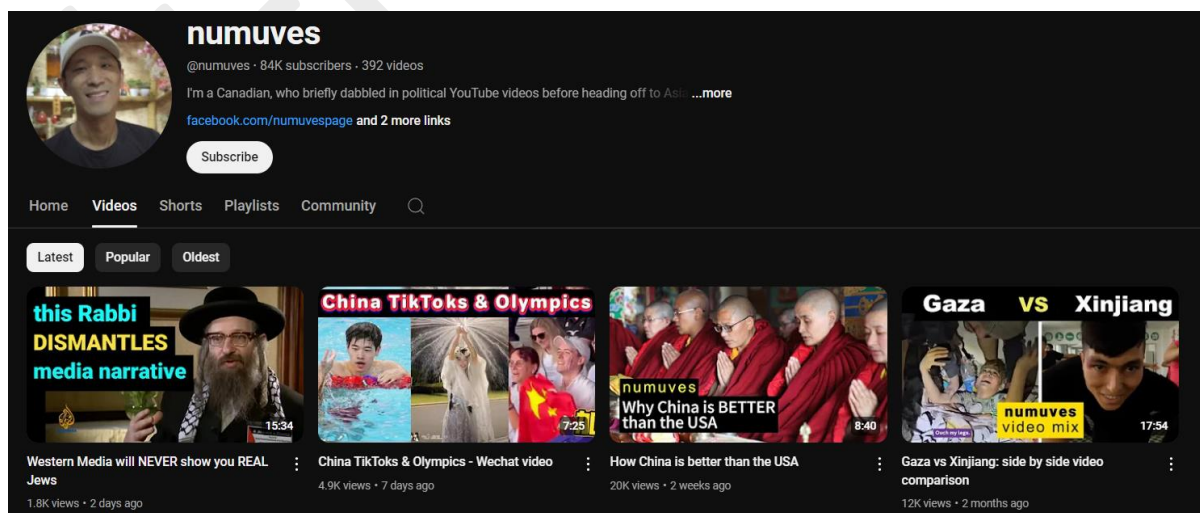 numuves
@numuves · 84K subscribers · 392 videos
I'm a Canadian, who briefly dabbled in political YouTube videos before heading off to Asia ...more
facebook.com/numuvespage and 2 more links
Subscribe
Home Videos Shorts Playlists Community
Latest Popular Oldest
this Rabbi
DISMANTLES
media narrative
15:34
China TikToks & Olympics
7:25
numuves
Why China is BETTER
than the USA
8:40
Gaza VS Xinjiang
Ouch my legs.
numuves
video mix
17:54
Western Media will NEVER show you REAL
Jews
1.8K views • 2 days ago
China TikToks & Olympics - Wechat video
4.9K views • 7 days ago
How China is better than the USA
20K views • 2 weeks ago
Gaza vs Xinjiang: side by side video
comparison
12K views • 2 months ago